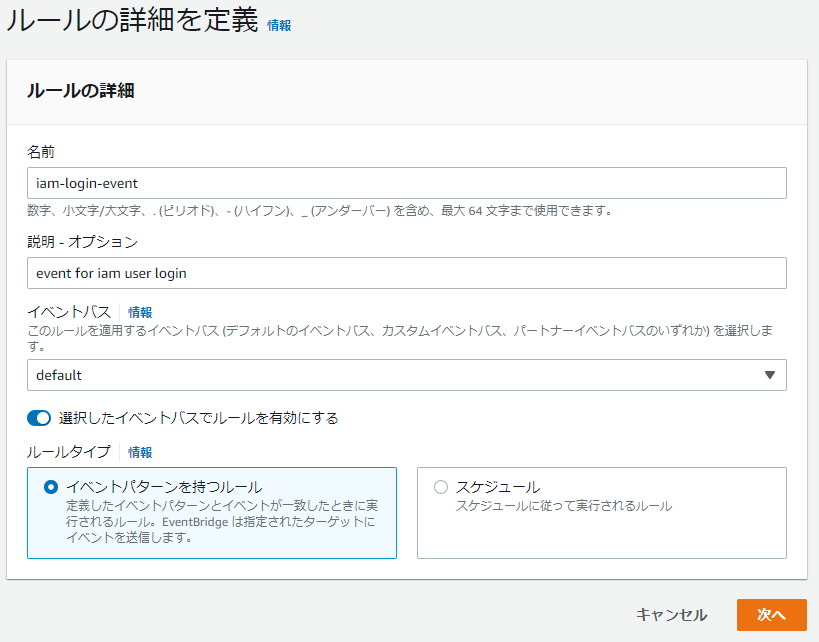 ルールの詳細を定義 情報
ルールの詳細
名前
iam-login-event
数字、小文字/大文字、. (ピリオド)、- (ハイフン)、_ (アンダーバー) を含め、最大 64 文字まで使用できます。
説明 - オプション
event for iam user login
イベントバス 情報
このルールを適用するイベントバス (デフォルトのイベントバス、カスタムイベントバス、パートナーイベントバスのいずれか) を選択しま
す。
default
選択したイベントバスでルールを有効にする
ルールタイプ 情報
イベントパターンを持つルール
定義したイベントパターンとイベントが一致したときに実
行されるルール。EventBridge は指定されたターゲットに
イベントを送信します。
スケジュール
スケジュールに従って実行されるルール
キャンセル
次へ